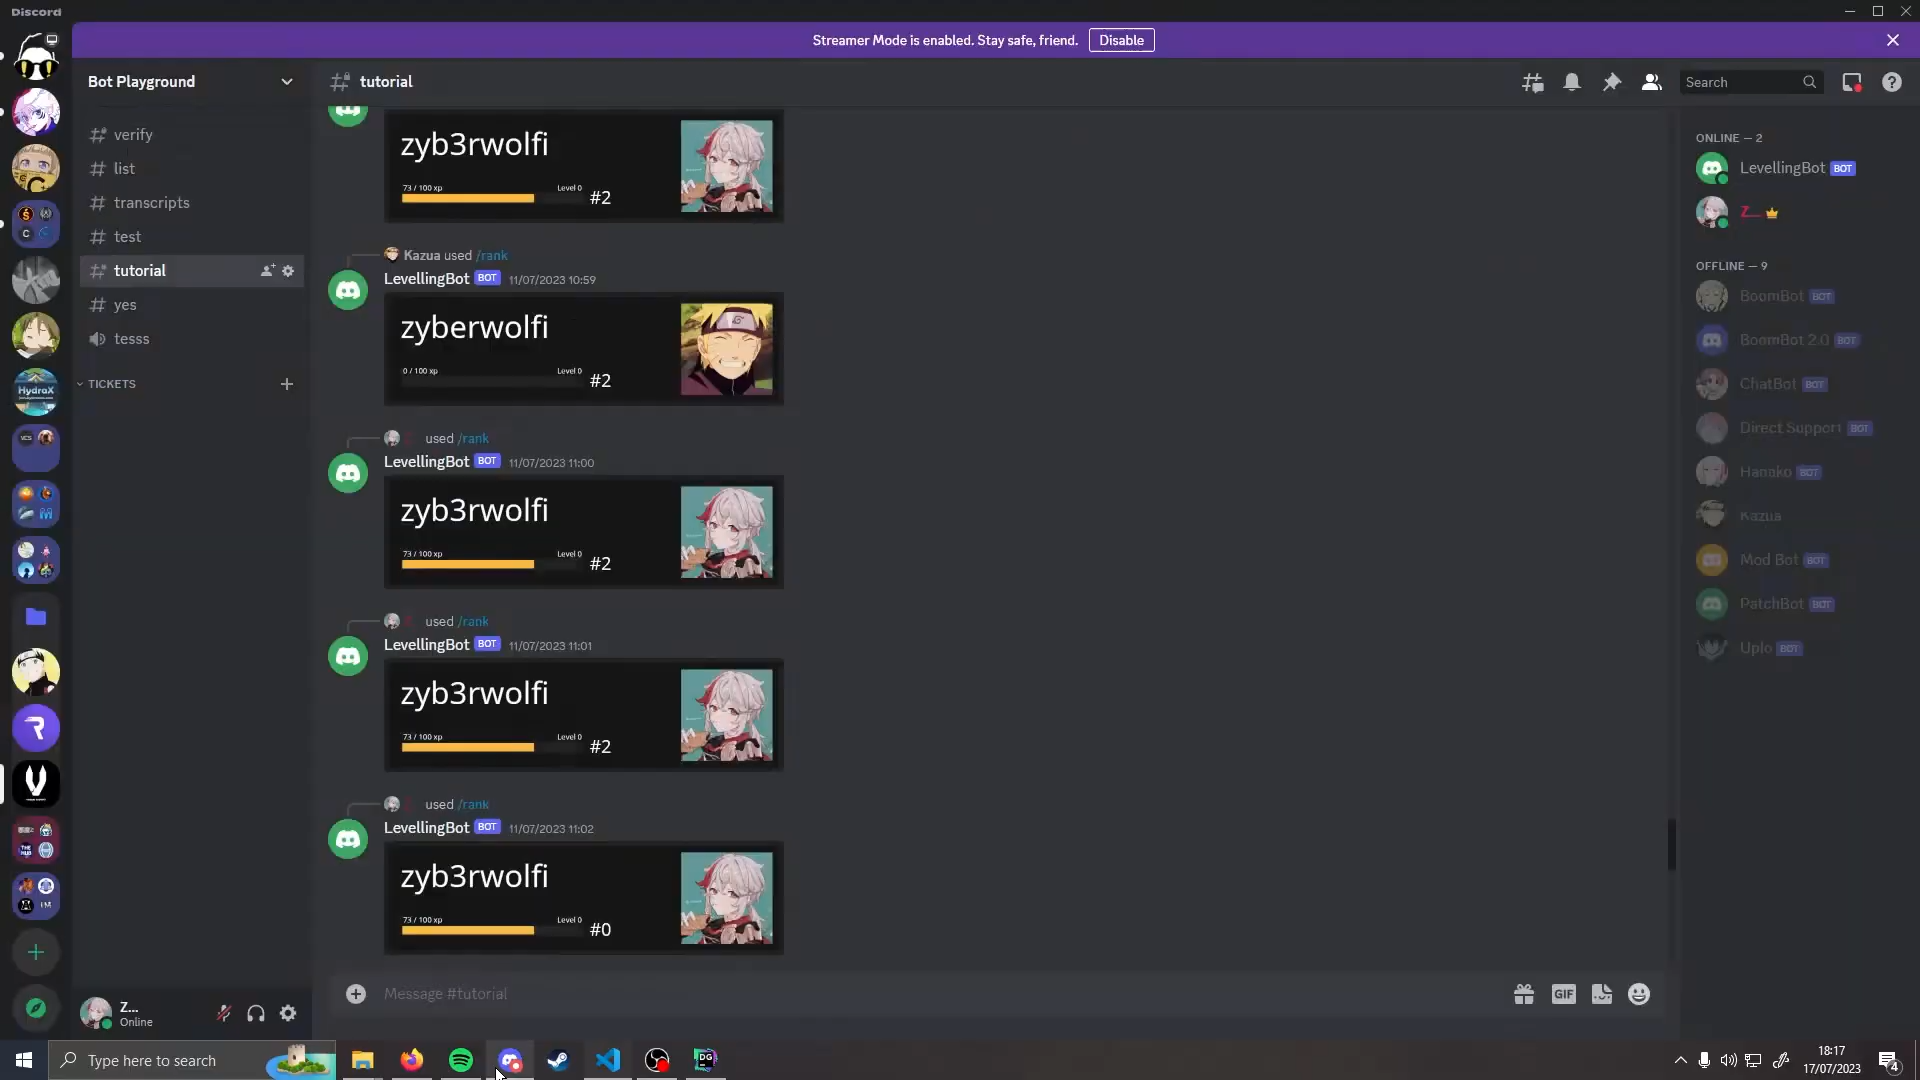 Discord
Streamer Mode is enabled. Stay safe, friend. Disable
Bot Playground
tutorial
Search
verify
list
transcripts
test
tutorial
yes
tesss
TICKETS
zyb3rwolfi
73 / 100 xp Level 0
#2
Kazua used /rank
LevellingBot BOT 11/07/2023 10:59
zyberwolfi
0 / 100 xp Level 0
#2
used /rank
LevellingBot BOT 11/07/2023 11:00
zyb3rwolfi
73 / 100 xp Level 0
#2
used /rank
LevellingBot BOT 11/07/2023 11:01
zyb3rwolfi
73 / 100 xp Level 0
#2
used /rank
LevellingBot BOT 11/07/2023 11:02
zyb3rwolfi
73 / 100 xp Level 0
#0
Message #tutorial
GIF
ONLINE — 2
LevellingBot BOT
Z...
OFFLINE — 9
BoomBot BOT
BoomBot 2.0 BOT
ChatBot BOT
Direct Support BOT
Hanako BOT
Kazua
Mod Bot BOT
PatchBot BOT
Uplo BOT
HydraX
Z...
Online
Type here to search
DG
18:17
17/07/2023
4